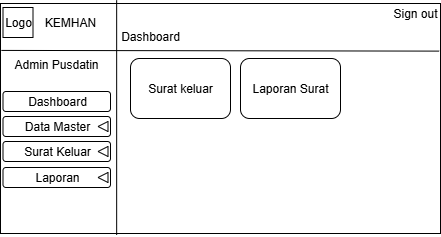 Logo
KEMHAN
Sign out
Dashboard
Admin Pusdatin
Dashboard
Data Master
Surat Keluar
Laporan
Surat keluar
Laporan Surat